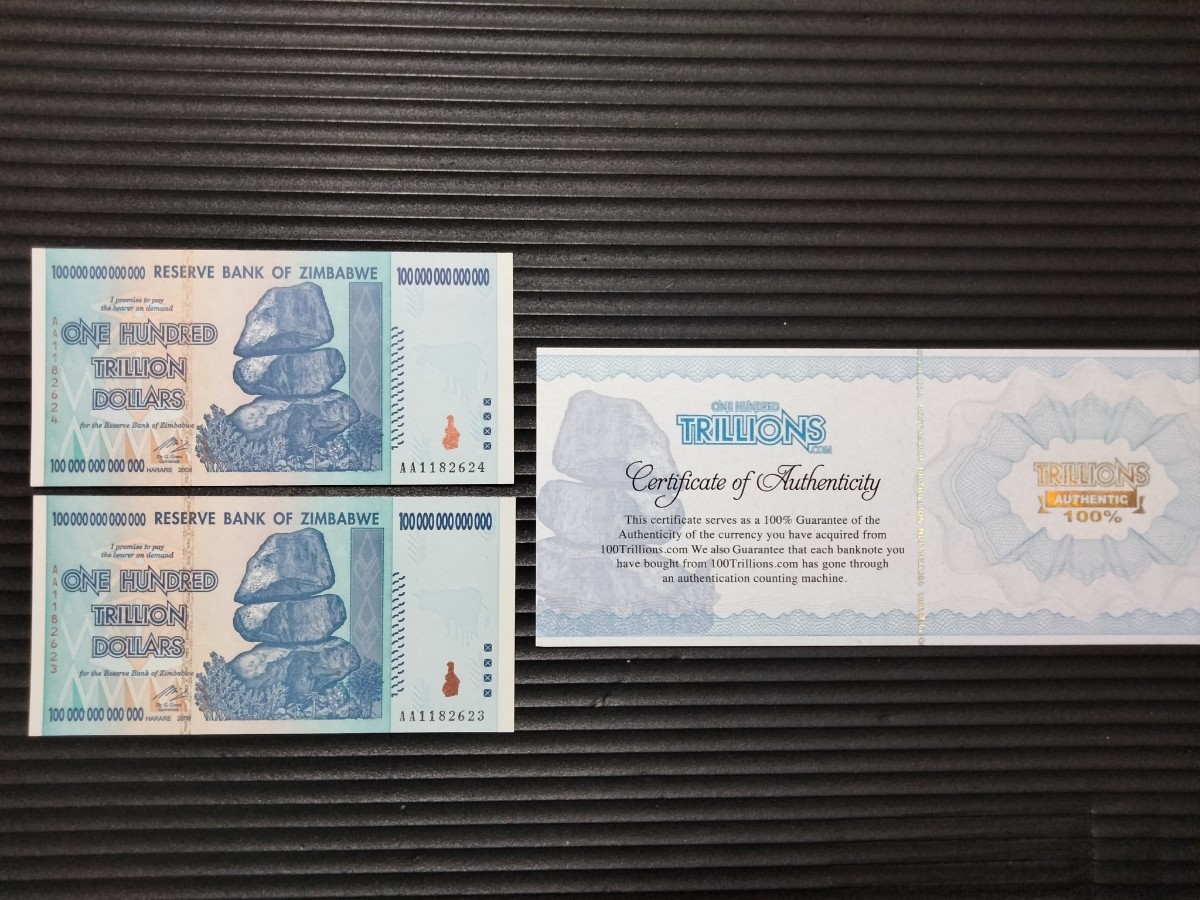 100 000 000 000 000 RESERVE BANK OF ZIMBABWE 100 000 000 000 000
I promise to pay
the bearer on demand
ONE HUNDRED
TRILLION
DOLLARS
for the Reserve Bank of Zimbabwe
Dr. G. Gono
Governor
100 000 000 000 000 HARARE 2008
AA1182624
AA1182624
100 000 000 000 000 RESERVE BANK OF ZIMBABWE 100 000 000 000 000
I promise to pay
the bearer on demand
ONE HUNDRED
TRILLION
DOLLARS
for the Reserve Bank of Zimbabwe
Dr. G. Gono
Governor
100 000 000 000 000 HARARE 2008
AA1182623
AA1182623
ONE HUNDRED
TRILLIONS
.COM
Certificate of Authenticity
This certificate serves as a 100% Guarantee of the
Authenticity of the currency you have acquired from
100Trillions.com We also Guarantee that each banknote you
have bought from 100Trillions.com has gone through
an authentication counting machine.
TRILLIONS
AUTHENTIC
100%